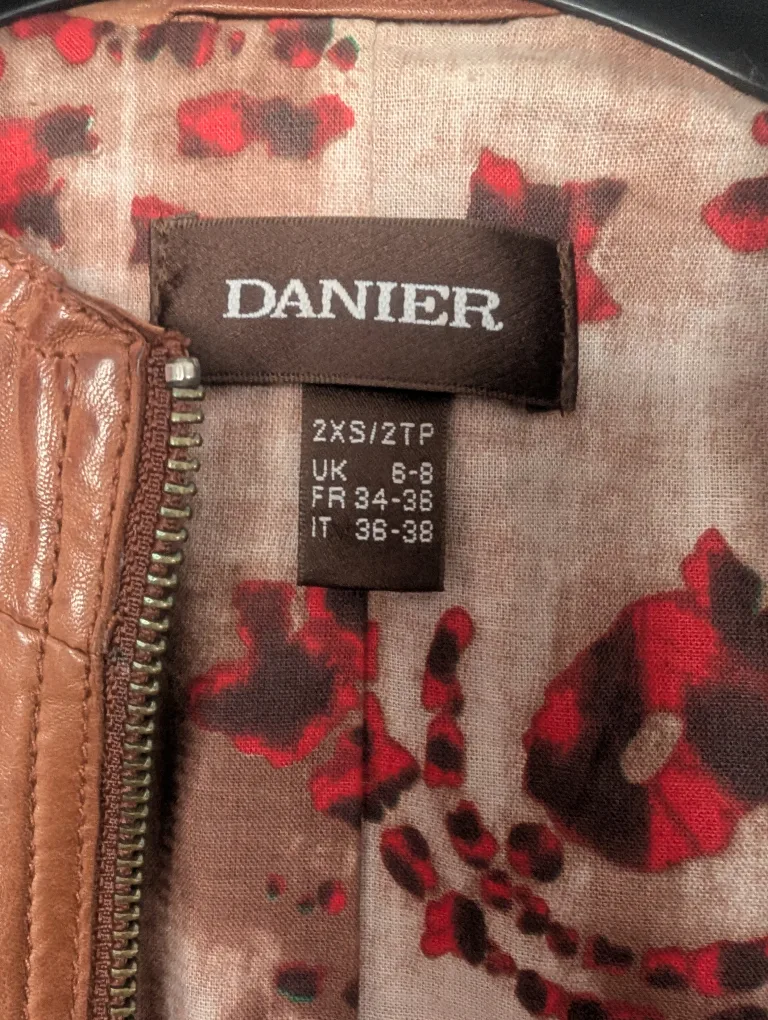 DANIER
2XS/2TP
UK 6-8
FR 34-36
IT 36-38